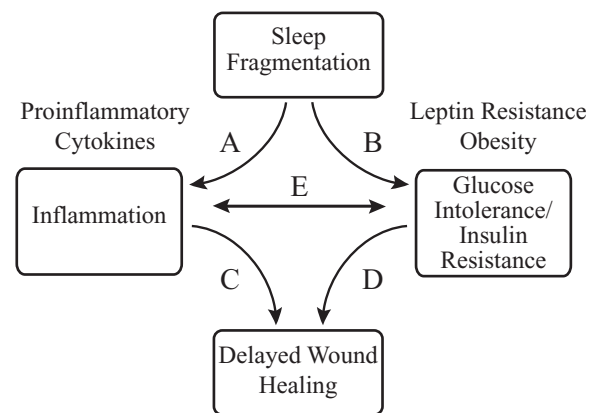 Sleep
Fragmentation
Proinflammatory
Cytokines
A
B
Leptin Resistance
Obesity
Inflammation
E
Glucose
Intolerance/
Insulin
Resistance
C
D
Delayed Wound
Healing